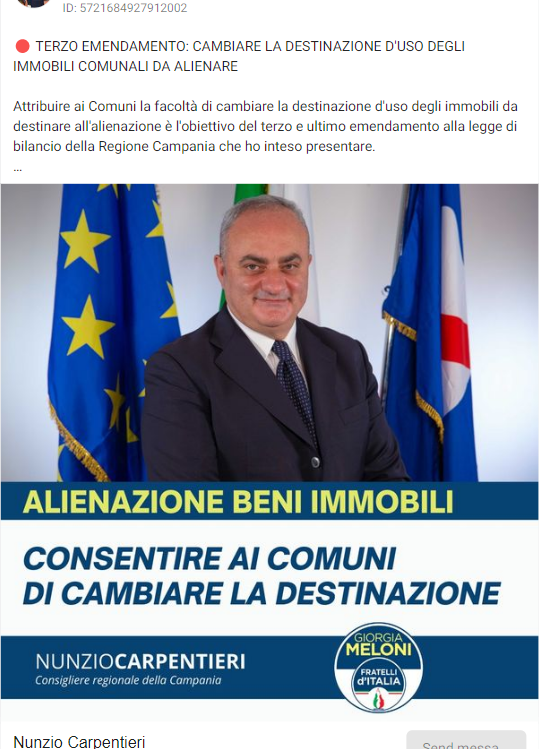 ID: 5721684927912002
🔴 TERZO EMENDAMENTO: CAMBIARE LA DESTINAZIONE D'USO DEGLI
IMMOBILI COMUNALI DA ALIENARE
Attribuire ai Comuni la facoltà di cambiare la destinazione d'uso degli immobili da
destinare all'alienazione è l'obiettivo del terzo e ultimo emendamento alla legge di
bilancio della Regione Campania che ho inteso presentare.
...
ALIENAZIONE BENI IMMOBILI
CONSENTIRE AI COMUNI
DI CAMBIARE LA DESTINAZIONE
NUNZIOCARPENTIERI
Consigliere regionale della Campania
GIORGIA
MELONI
FRATELLI
d'ITALIA
Nunzio Carpentieri
Send messa...